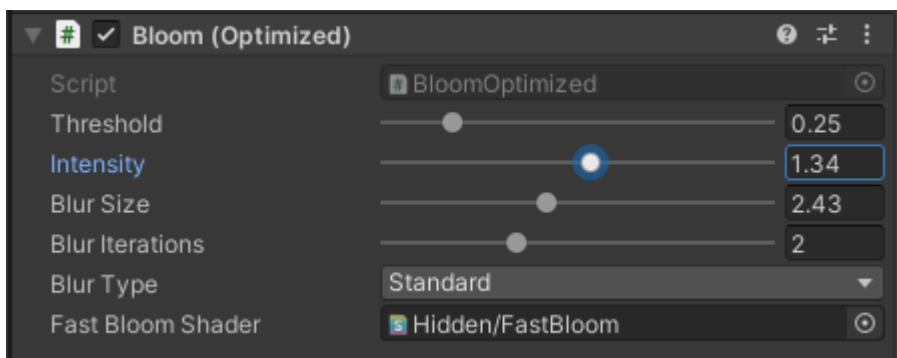 Bloom (Optimized)
Script BloomOptimized
Threshold 0.25
Intensity 1.34
Blur Size 2.43
Blur Iterations 2
Blur Type Standard
Fast Bloom Shader Hidden/FastBloom